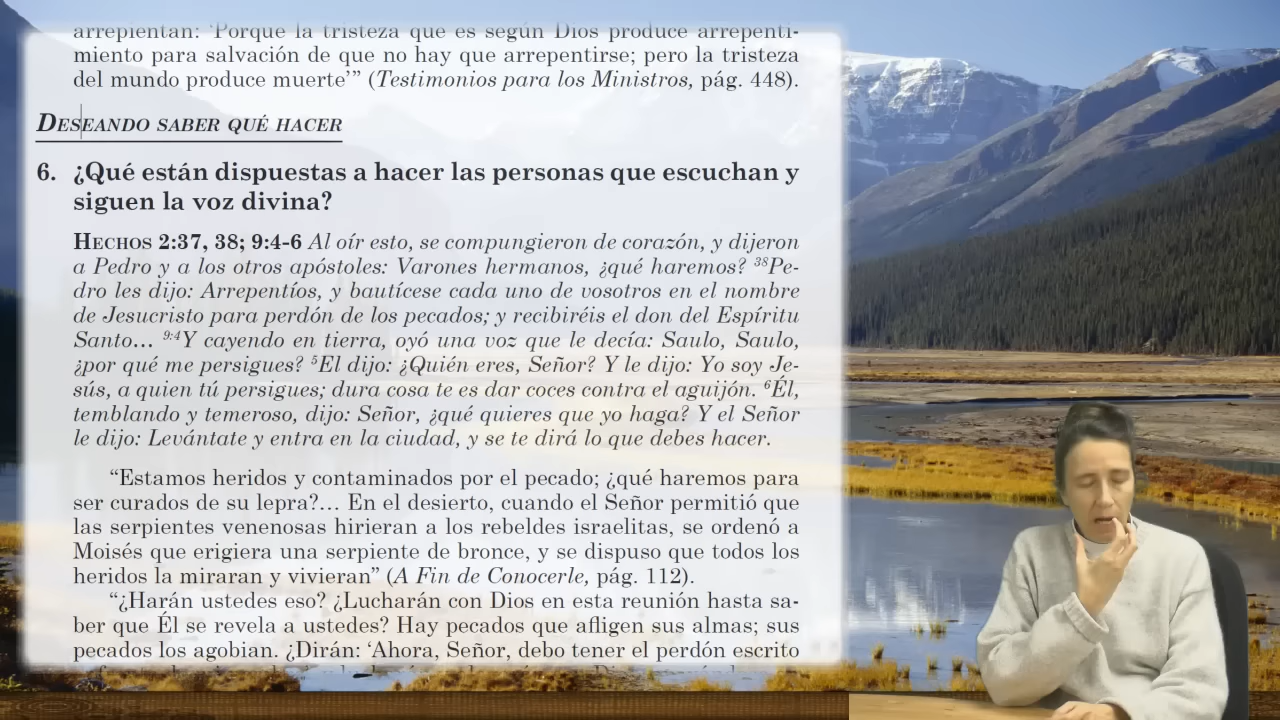 arrepientan: ‘Porque la tristeza que es según Dios produce arrepenti-
miento para salvación de que no hay que arrepentirse; pero la tristeza
del mundo produce muerte’” (Testimonios para los Ministros, pág. 448).
DESEANDO SABER QUÉ HACER
6. ¿Qué están dispuestas a hacer las personas que escuchan y
siguen la voz divina?
HECHOS 2:37, 38; 9:4-6 Al oír esto, se compungieron de corazón, y dijeron
a Pedro y a los otros apóstoles: Varones hermanos, ¿qué haremos? 38Pe-
dro les dijo: Arrepentíos, y bautícese cada uno de vosotros en el nombre
de Jesucristo para perdón de los pecados; y recibiréis el don del Espíritu
Santo… 9:4Y cayendo en tierra, oyó una voz que le decía: Saulo, Saulo,
¿por qué me persigues? 5El dijo: ¿Quién eres, Señor? Y le dijo: Yo soy Je-
sús, a quien tú persigues; dura cosa te es dar coces contra el aguijón. 6Él,
temblando y temeroso, dijo: Señor, ¿qué quieres que yo haga? Y el Señor
le dijo: Levántate y entra en la ciudad, y se te dirá lo que debes hacer.
“Estamos heridos y contaminados por el pecado; ¿qué haremos para
ser curados de su lepra?… En el desierto, cuando el Señor permitió que
las serpientes venenosas hirieran a los rebeldes israelitas, se ordenó a
Moisés que erigiera una serpiente de bronce, y se dispuso que todos los
heridos la miraran y vivieran” (A Fin de Conocerle, pág. 112).
“¿Harán ustedes eso? ¿Lucharán con Dios en esta reunión hasta sa-
ber que Él se revela a ustedes? Hay pecados que afligen sus almas; sus
pecados los agobian. ¿Dirán: ‘Ahora, Señor, debo tener el perdón escrito